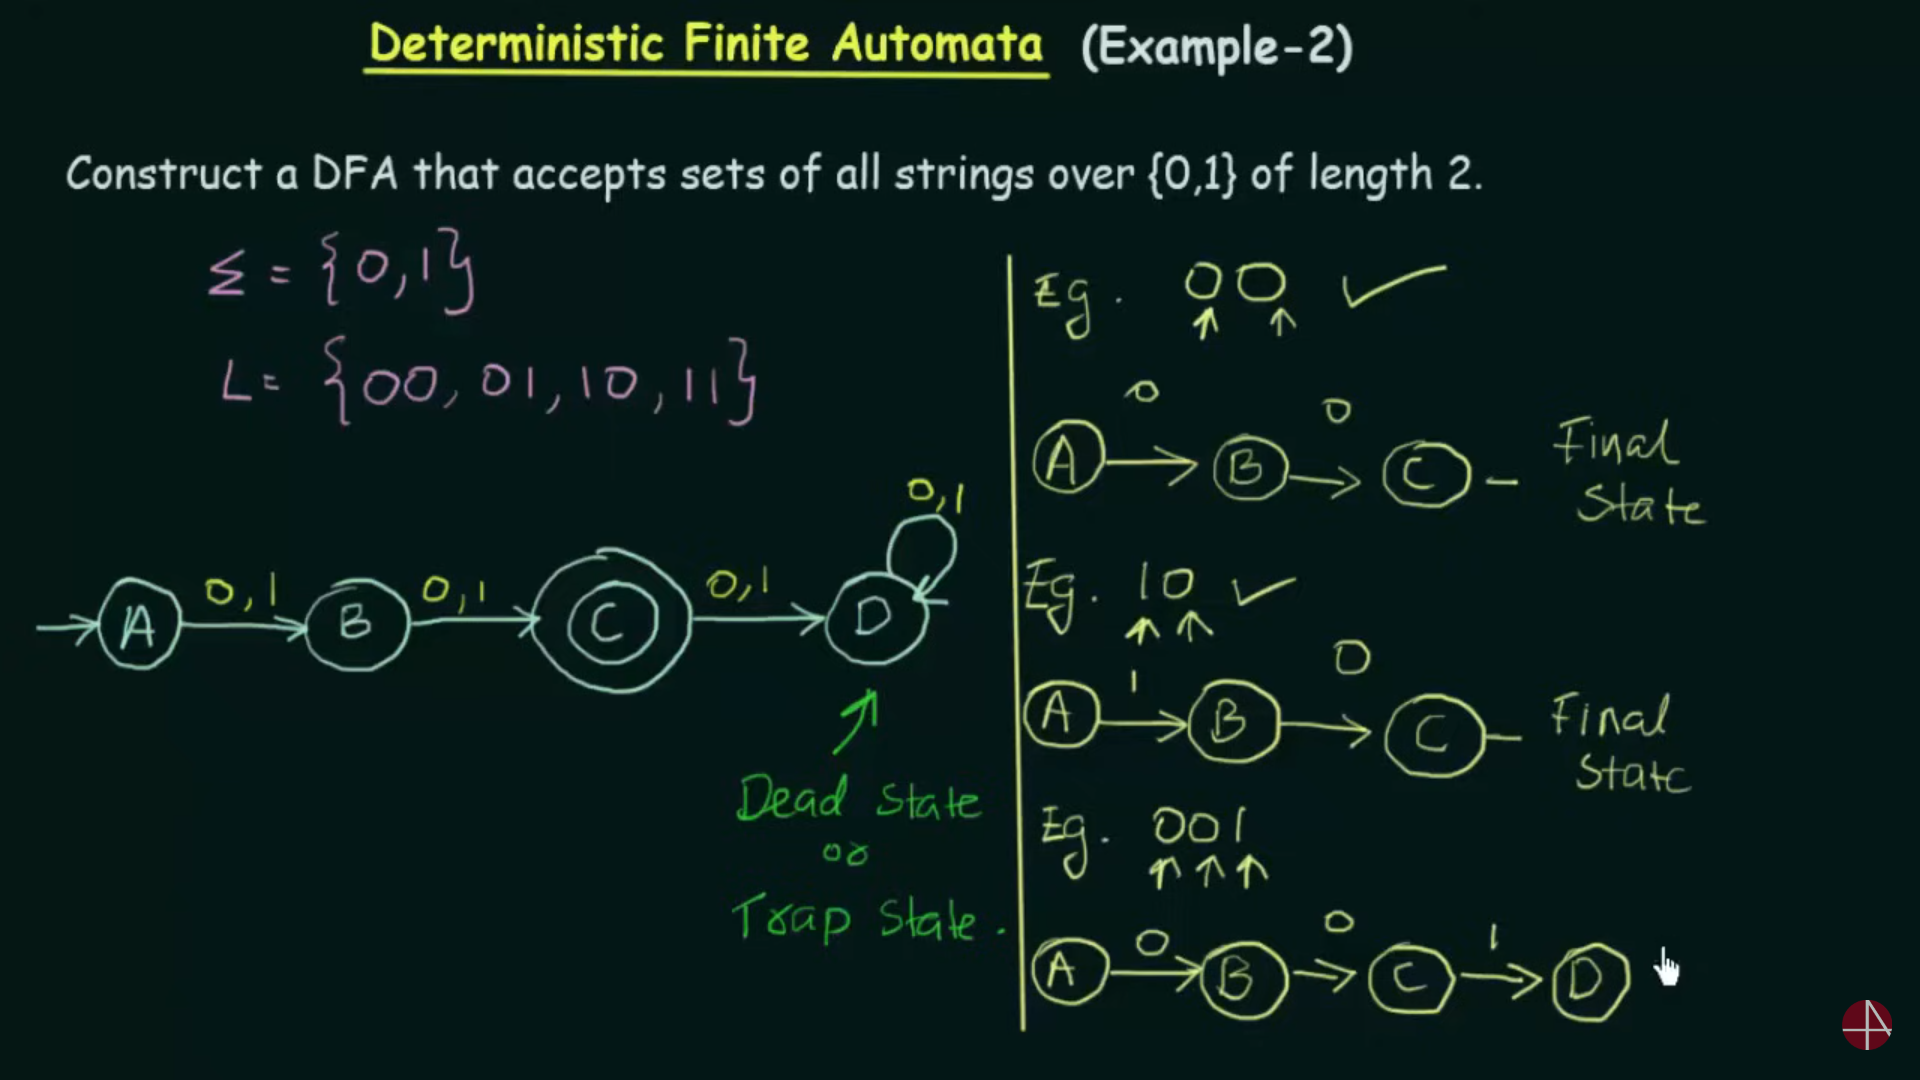 Deterministic Finite Automata (Example-2)
Construct a DFA that accepts sets of all strings over {0,1} of length 2.
Σ = {0,1}
L = {00, 01, 10, 11}
0,1
A 0,1 B 0,1 C 0,1 D
Dead State
or
Trap State.
Eg. 00 ✓
0 0
A B C – Final
State
Eg. 10 ✓
1 0
A B C – Final
State
Eg. 001
0 0 1
A B C D